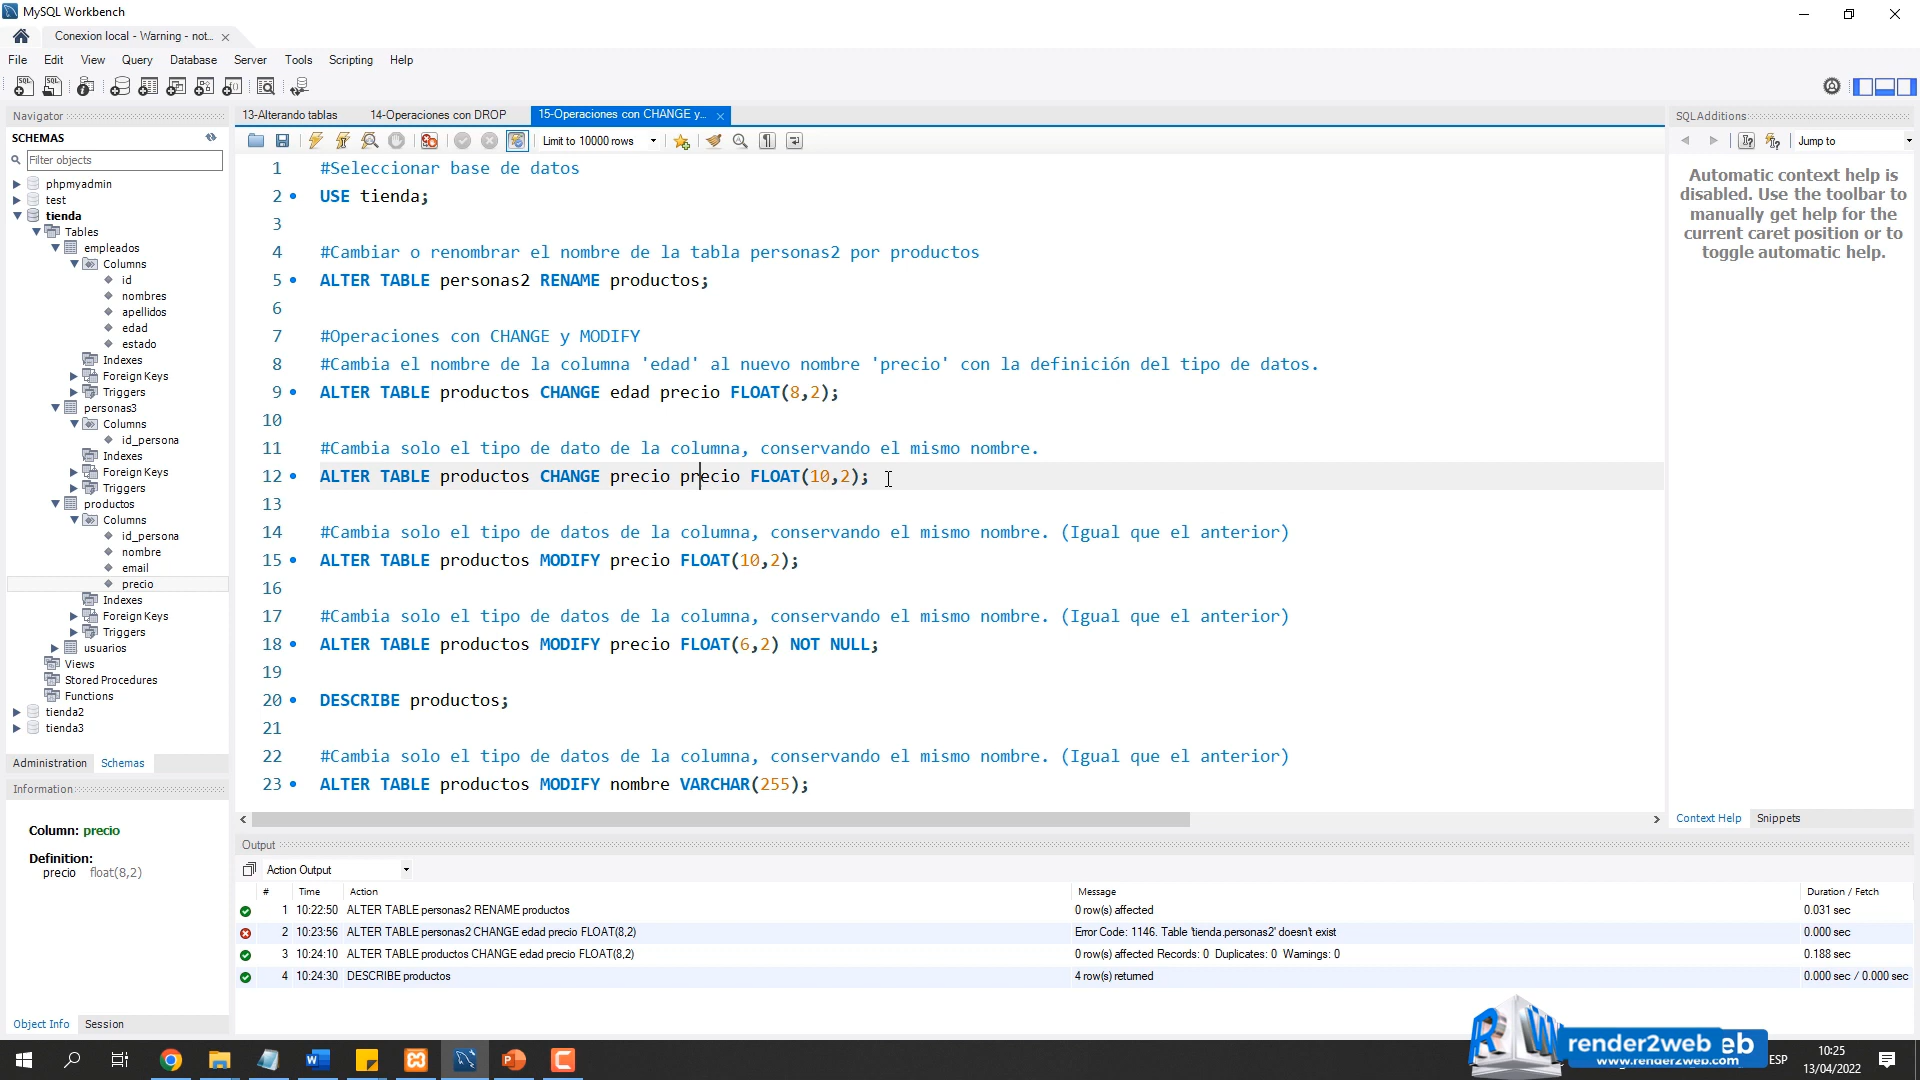 MySQL Workbench
Conexion local - Warning - not...
File Edit View Query Database Server Tools Scripting Help
Navigator
SCHEMAS
Filter objects
phpmyadmin
test
tienda
Tables
empleados
Columns
id
nombres
apellidos
edad
estado
Indexes
Foreign Keys
Triggers
personas3
Columns
id_persona
Indexes
Foreign Keys
Triggers
productos
Columns
id_persona
nombre
email
precio
Indexes
Foreign Keys
Triggers
usuarios
Views
Stored Procedures
Functions
tienda2
tienda3
Administration Schemas
Information
Column: precio
Definition:
precio float(8,2)
Object Info Session
13-Alterando tablas 14-Operaciones con DROP 15-Operaciones con CHANGE y...
Limit to 10000 rows
1 #Seleccionar base de datos
2 USE tienda;
3
4 #Cambiar o renombrar el nombre de la tabla personas2 por productos
5 ALTER TABLE personas2 RENAME productos;
6
7 #Operaciones con CHANGE y MODIFY
8 #Cambia el nombre de la columna 'edad' al nuevo nombre 'precio' con la definición del tipo de datos.
9 ALTER TABLE productos CHANGE edad precio FLOAT(8,2);
10
11 #Cambia solo el tipo de dato de la columna, conservando el mismo nombre.
12 ALTER TABLE productos CHANGE precio precio FLOAT(10,2);
13
14 #Cambia solo el tipo de datos de la columna, conservando el mismo nombre. (Igual que el anterior)
15 ALTER TABLE productos MODIFY precio FLOAT(10,2);
16
17 #Cambia solo el tipo de datos de la columna, conservando el mismo nombre. (Igual que el anterior)
18 ALTER TABLE productos MODIFY precio FLOAT(6,2) NOT NULL;
19
20 DESCRIBE productos;
21
22 #Cambia solo el tipo de datos de la columna, conservando el mismo nombre. (Igual que el anterior)
23 ALTER TABLE productos MODIFY nombre VARCHAR(255);
SQLAdditions
Jump to
Automatic context help is
disabled. Use the toolbar to
manually get help for the
current caret position or to
toggle automatic help.
Context Help Snippets
Output
Action Output
# Time Action Message Duration / Fetch
1 10:22:50 ALTER TABLE personas2 RENAME productos 0 row(s) affected 0.031 sec
2 10:23:56 ALTER TABLE personas2 CHANGE edad precio FLOAT(8,2) Error Code: 1146. Table 'tienda.personas2' doesn't exist 0.000 sec
3 10:24:10 ALTER TABLE productos CHANGE edad precio FLOAT(8,2) 0 row(s) affected Records: 0 Duplicates: 0 Warnings: 0 0.188 sec
4 10:24:30 DESCRIBE productos 4 row(s) returned 0.000 sec / 0.000 sec
render2web
www.render2web.com
ESP
10:25
13/04/2022